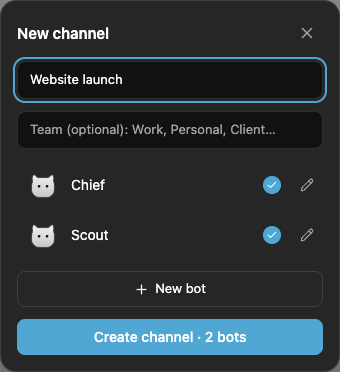 New channel
Website launch
Team (optional): Work, Personal, Client...
Chief
Scout
+ New bot
Create channel · 2 bots